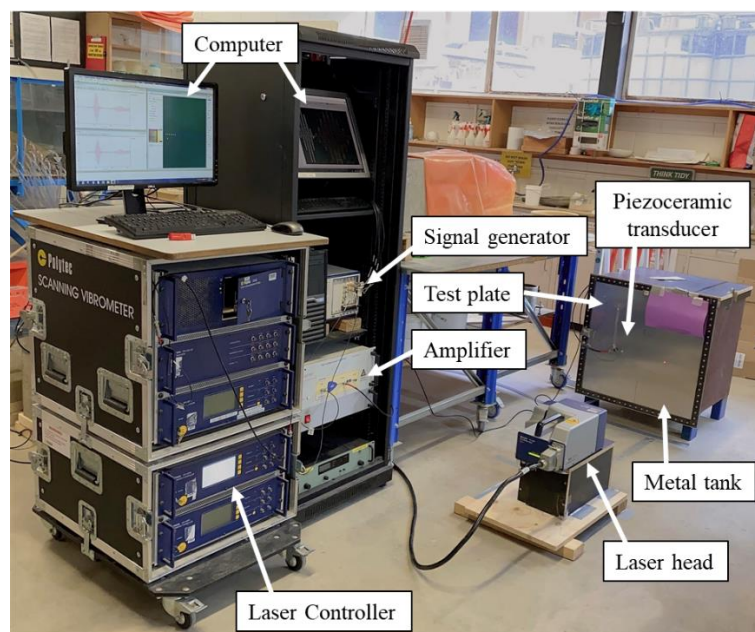 Computer
Signal generator
Piezoceramic
transducer
Test plate
Amplifier
Metal tank
Laser head
Laser Controller
Polytec
SCANNING VIBROMETER
THINK TIDY